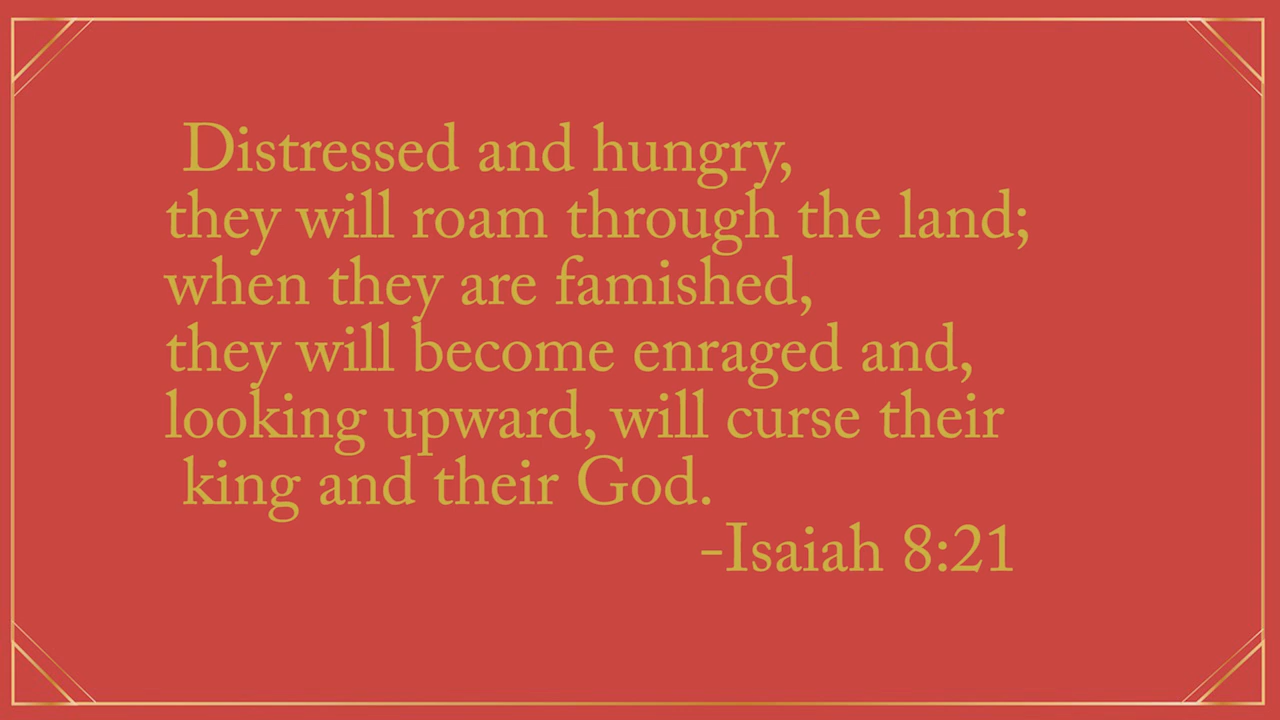 Distressed and hungry,
they will roam through the land;
when they are famished,
they will become enraged and,
looking upward, will curse their
king and their God.
-Isaiah 8:21